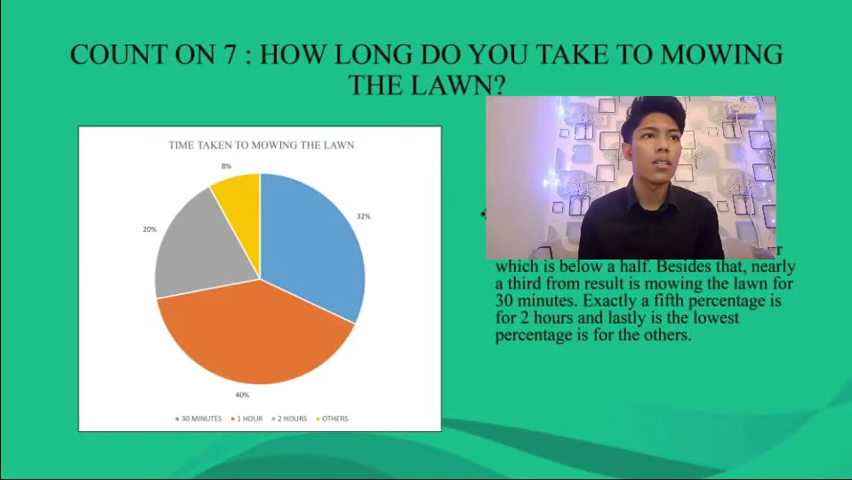 COUNT ON 7 : HOW LONG DO YOU TAKE TO MOWING
THE LAWN?
TIME TAKEN TO MOWING THE LAWN
8%
32%
20%
40%
30 MINUTES 1 HOUR 2 HOURS OTHERS
which is below a half. Besides that, nearly
a third from result is mowing the lawn for
30 minutes. Exactly a fifth percentage is
for 2 hours and lastly is the lowest
percentage is for the others.